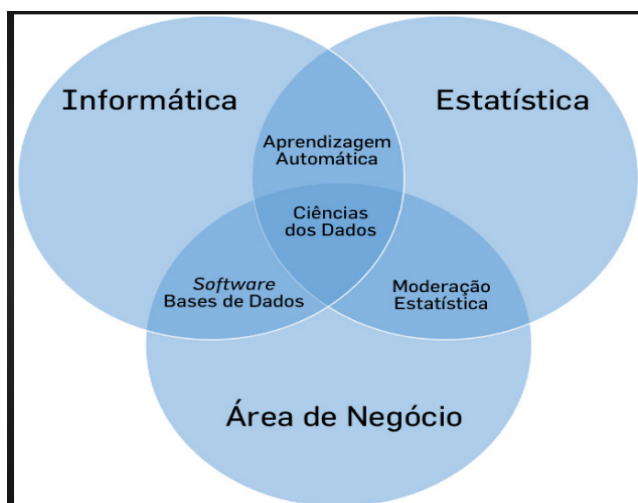 Informática
Estatística
Aprendizagem
Automática
Ciências
dos Dados
Software
Bases de Dados
Moderação
Estatística
Área de Negócio